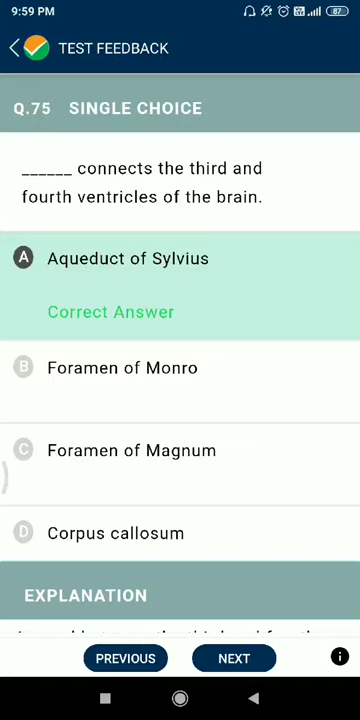 9:59 PM
87
TEST FEEDBACK
Q.75 SINGLE CHOICE
______ connects the third and
fourth ventricles of the brain.
A Aqueduct of Sylvius
Correct Answer
B Foramen of Monro
C Foramen of Magnum
D Corpus callosum
EXPLANATION
PREVIOUS NEXT